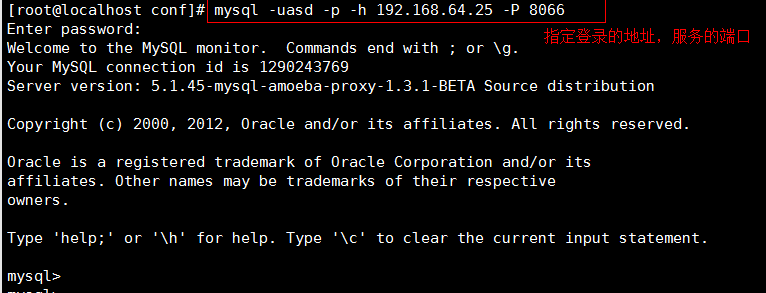 [root@localhost conf]# mysql -uasd -p -h 192.168.64.25 -P 8066
Enter password:
指定登录的地址，服务的端口
Welcome to the MySQL monitor.  Commands end with ; or \g.
Your MySQL connection id is 1290243769
Server version: 5.1.45-mysql-amoeba-proxy-1.3.1-BETA Source distribution
Copyright (c) 2000, 2012, Oracle and/or its affiliates. All rights reserved.
Oracle is a registered trademark of Oracle Corporation and/or its
affiliates. Other names may be trademarks of their respective
owners.
Type 'help;' or '\h' for help. Type '\c' to clear the current input statement.
mysql>
mysql>